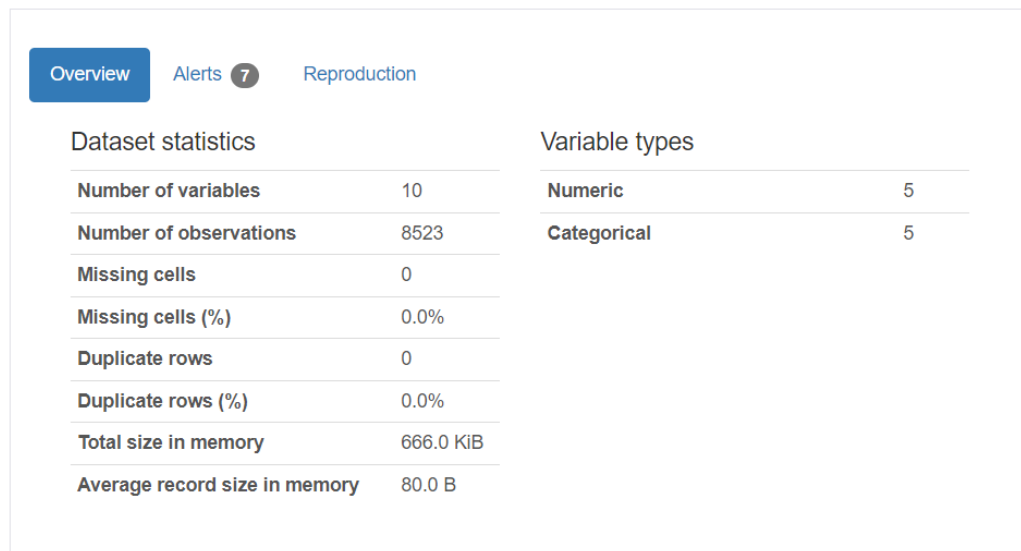 Overview Alerts 7 Reproduction
Dataset statistics
Number of variables 10
Number of observations 8523
Missing cells 0
Missing cells (%) 0.0%
Duplicate rows 0
Duplicate rows (%) 0.0%
Total size in memory 666.0 KiB
Average record size in memory 80.0 B
Variable types
Numeric 5
Categorical 5